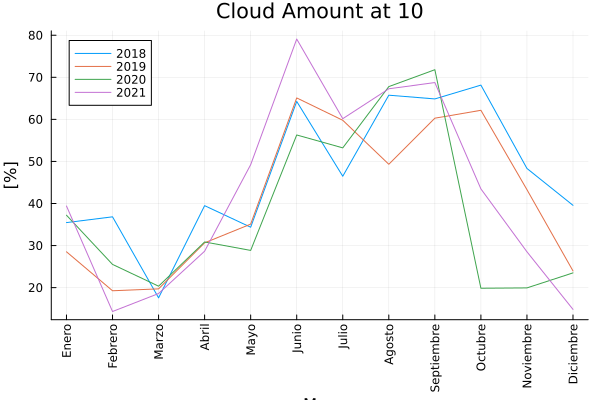 Cloud Amount at 10
2018
2019
2020
2021
[%]
80
70
60
50
40
30
20
Enero
Febrero
Marzo
Abril
Mayo
Junio
Julio
Agosto
Septiembre
Octubre
Noviembre
Diciembre